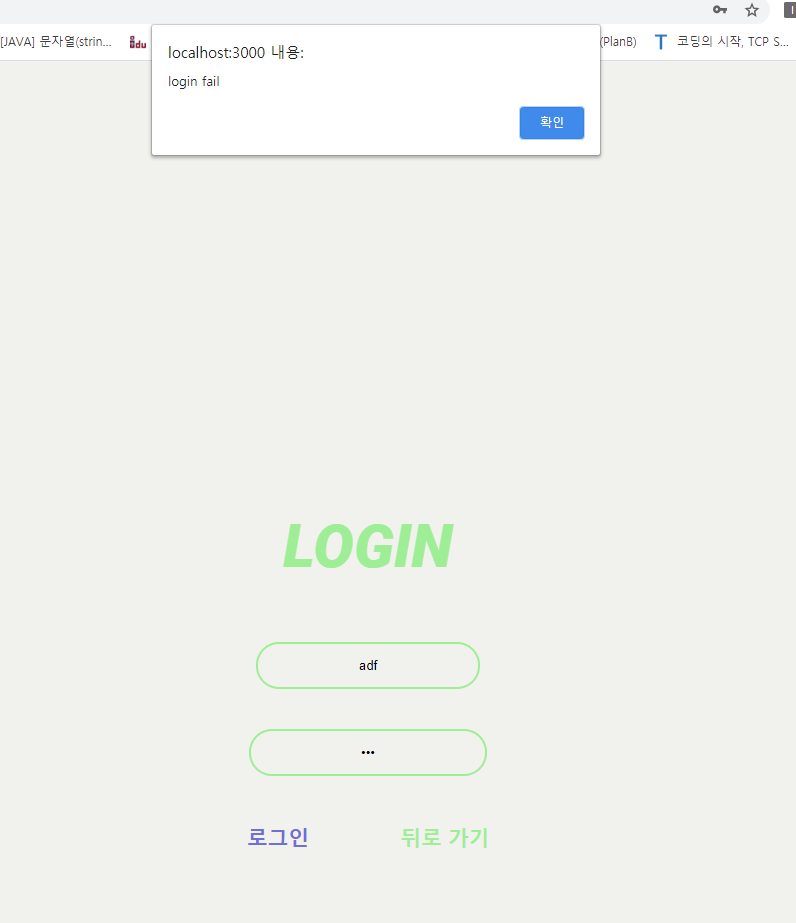 [JAVA] 문자열(strin...
Edu
(PlanB)
코딩의 시작, TCP S...
localhost:3000 내용:
login fail
확인
LOGIN
adf
•••
로그인
뒤로 가기